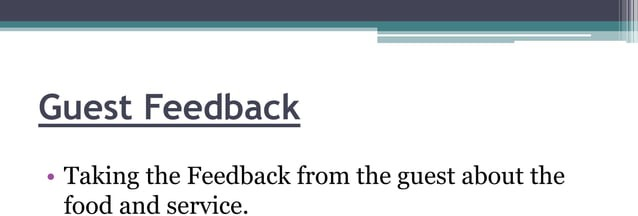 Guest Feedback
• Taking the Feedback from the guest about the
food and service.